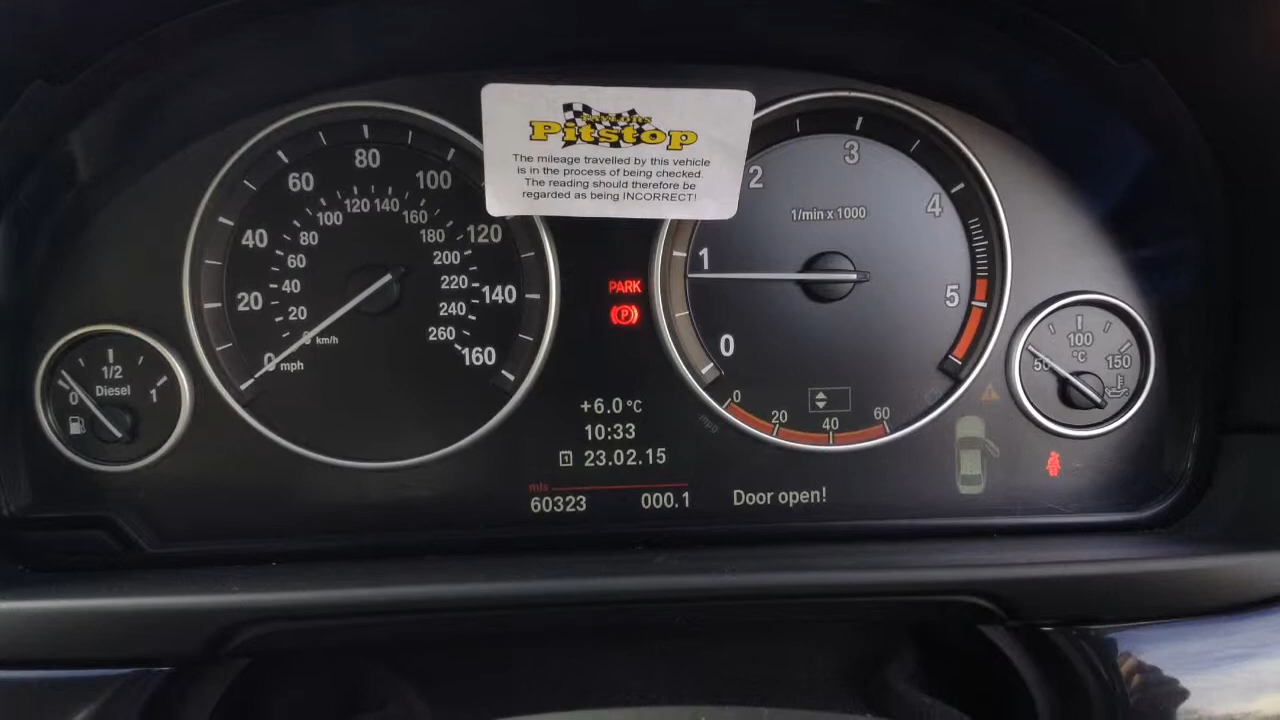 Pitstop
The mileage travelled by this vehicle
is in the process of being checked.
The reading should therefore be
regarded as being INCORRECT!
0 20 40 60 80 100 120 140 160
mph
0 20 40 60 80 100 120 140 160 180 200 220 240 260
km/h
0 1/2 1
Diesel
PARK
P
+6.0°C
10:33
1 23.02.15
mls
60323 000.1
0 1 2 3 4 5
1/min x 1000
0 20 40 60
mpg
Door open!
50 100 150
°C